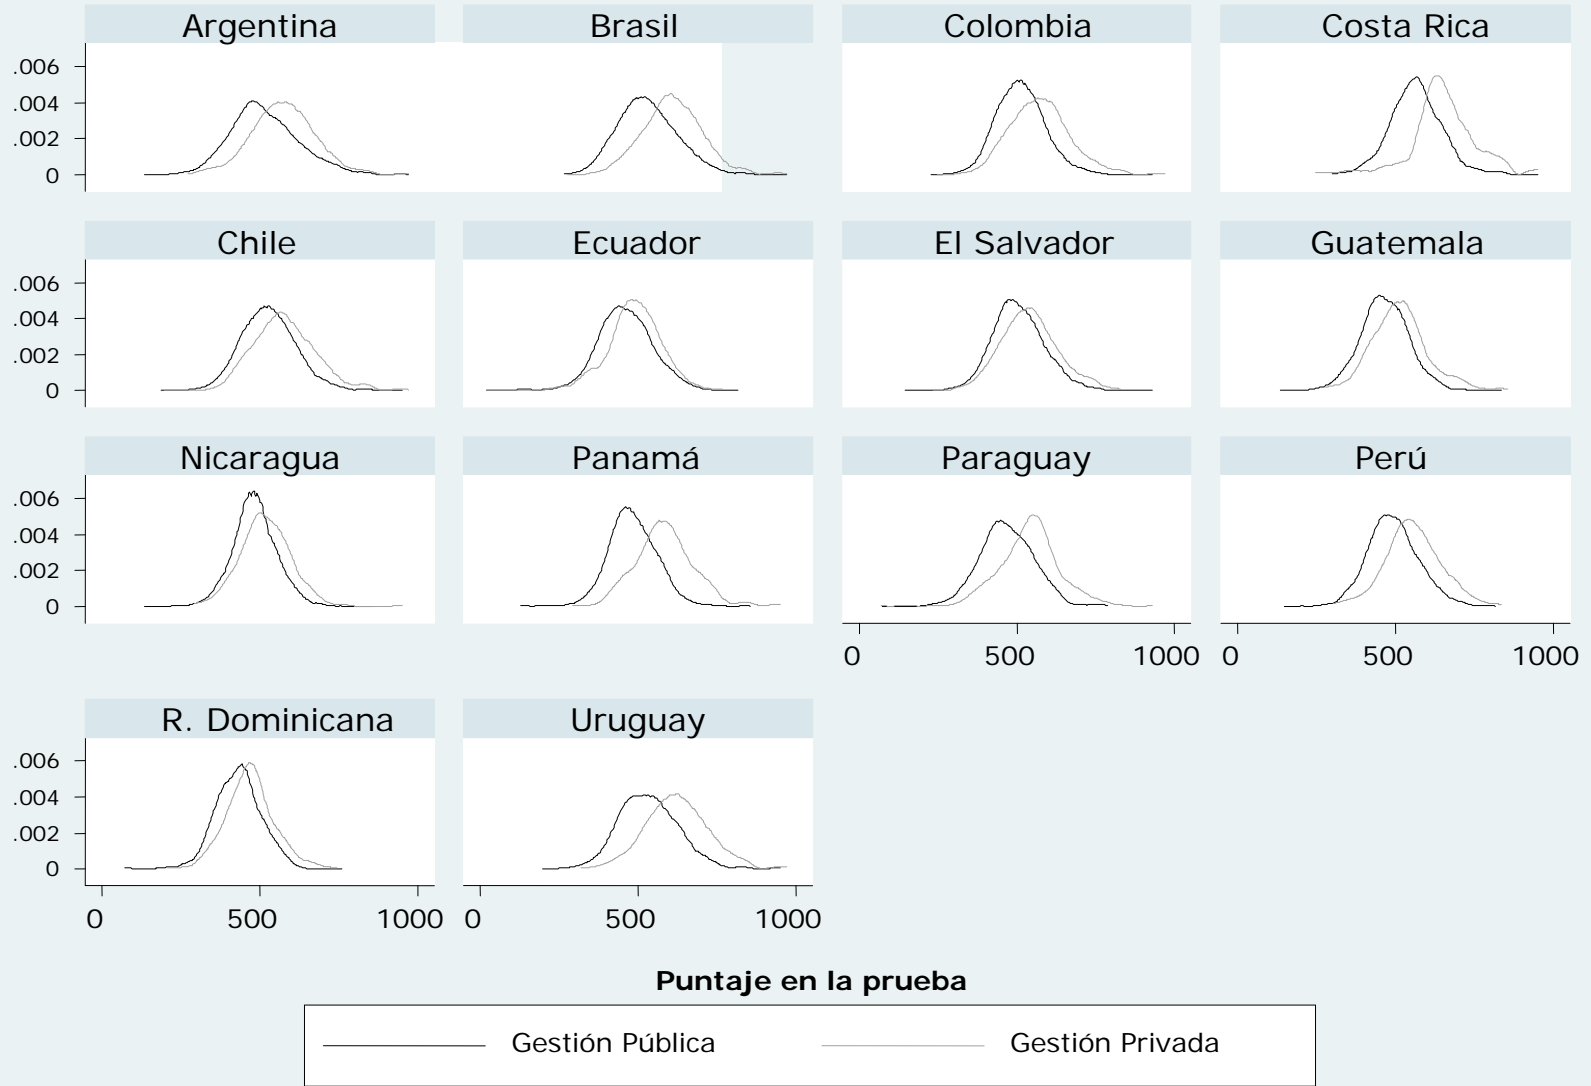 Argentina Brasil Colombia Costa Rica
.006
.004
.002
0
Chile Ecuador El Salvador Guatemala
.006
.004
.002
0
Nicaragua Panamá Paraguay Perú
.006
.004
.002
0
0 500 1000 0 500 1000
R. Dominicana Uruguay
.006
.004
.002
0
0 500 1000 0 500 1000
Puntaje en la prueba
Gestión Pública Gestión Privada